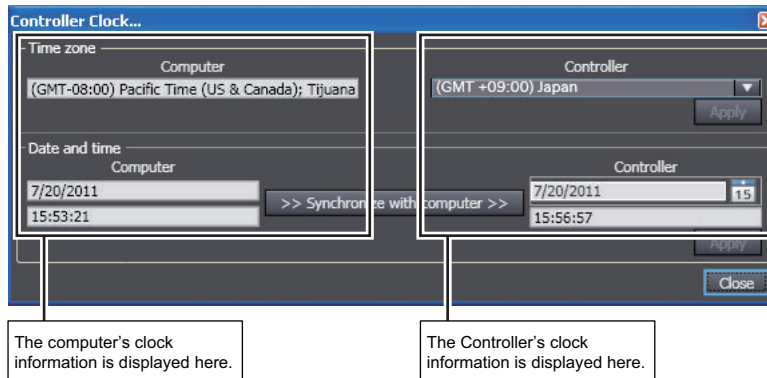 Controller Clock...
Time zone
Computer
Controller
(GMT-08:00) Pacific Time (US & Canada); Tijuana
(GMT +09:00) Japan
Apply
Date and time
Computer
Controller
7/20/2011
>> Synchronize with computer >>
7/20/2011
15
15:53:21
15:56:57
Apply
Close
The computer's clock
information is displayed here.
The Controller's clock
information is displayed here.